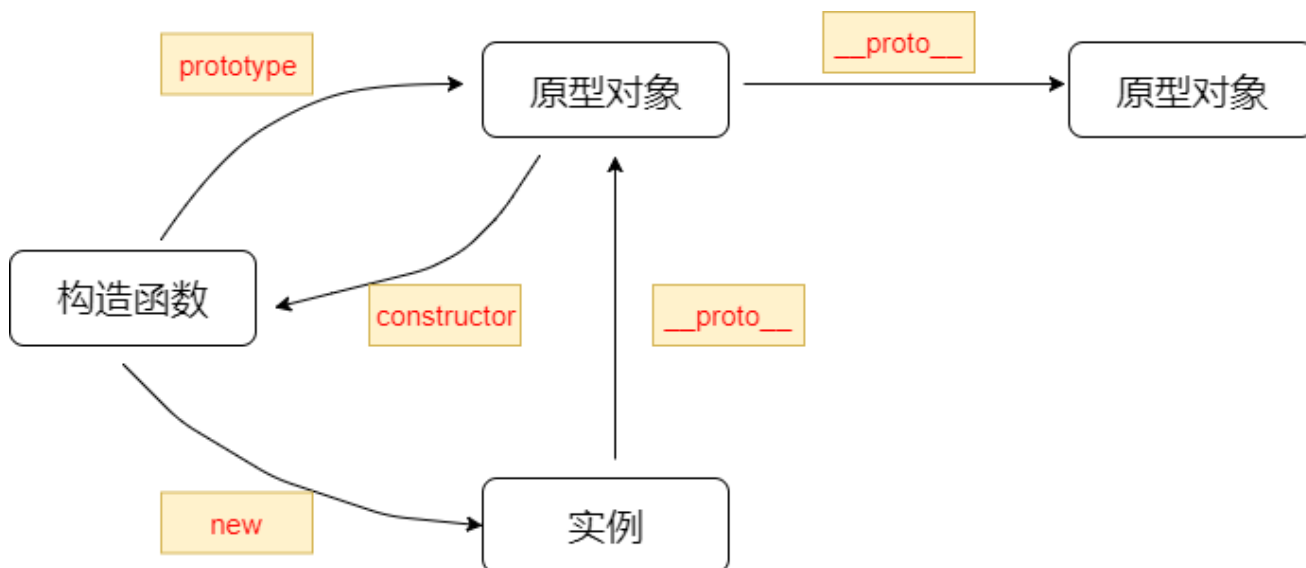 __proto__
prototype
原型对象
原型对象
构造函数
constructor
__proto__
new
实例